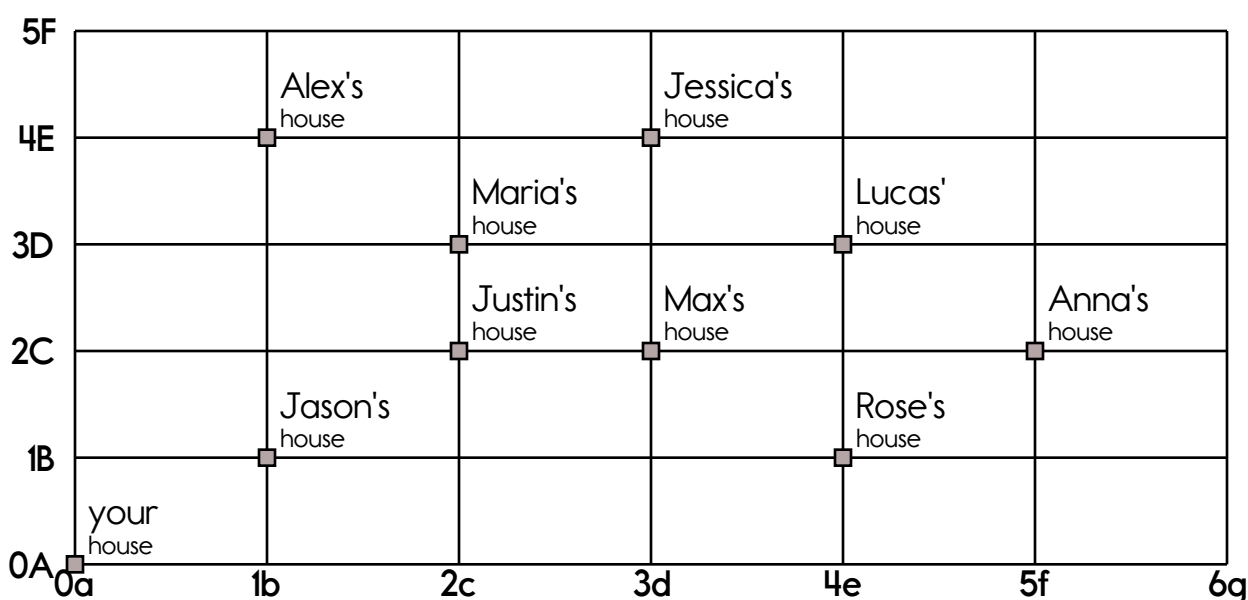 5F
Alex's
house
Jessica's
house
4E
Maria's
house
Lucas'
house
3D
Justin's
house
Max's
house
Anna's
house
2C
Jason's
house
Rose's
house
1B
your
house
0A
0a 1b 2c 3d 4e 5f 6g